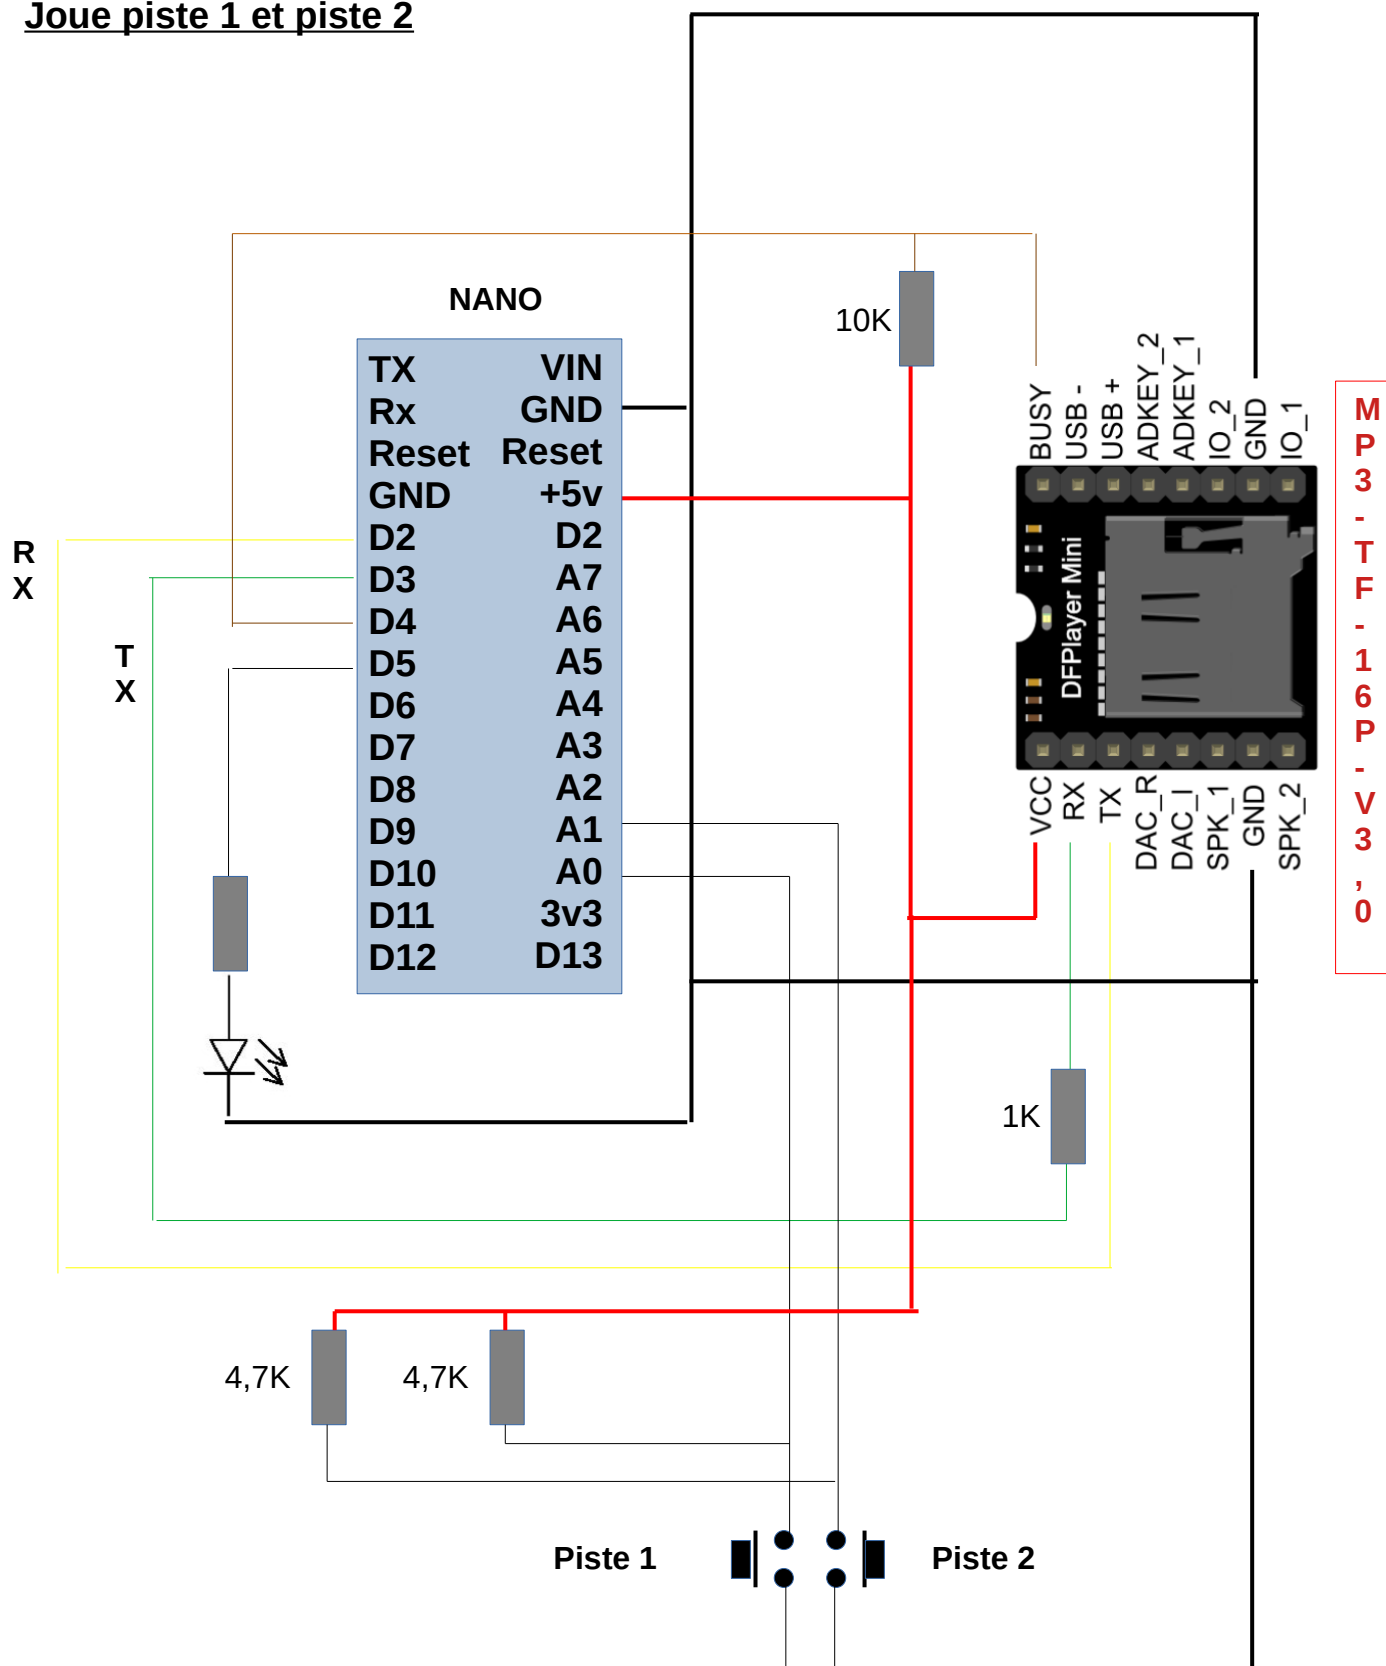 Joue piste 1 et piste 2
NANO
10K
TX
Rx
Reset
GND
D2
D3
D4
D5
D6
D7
D8
D9
D10
D11
D12
VIN
GND
Reset
+5v
D2
A7
A6
A5
A4
A3
A2
A1
A0
3v3
D13
RX
TX
BUSY
USB -
USB +
ADKEY_2
ADKEY_1
IO_2
GND
IO_1
DFPlayer Mini
VCC
RX
TX
DAC_R
DAC_I
SPK_1
GND
SPK_2
MP3-TF-16P-V3,0
1K
4,7K
4,7K
Piste 1
Piste 2